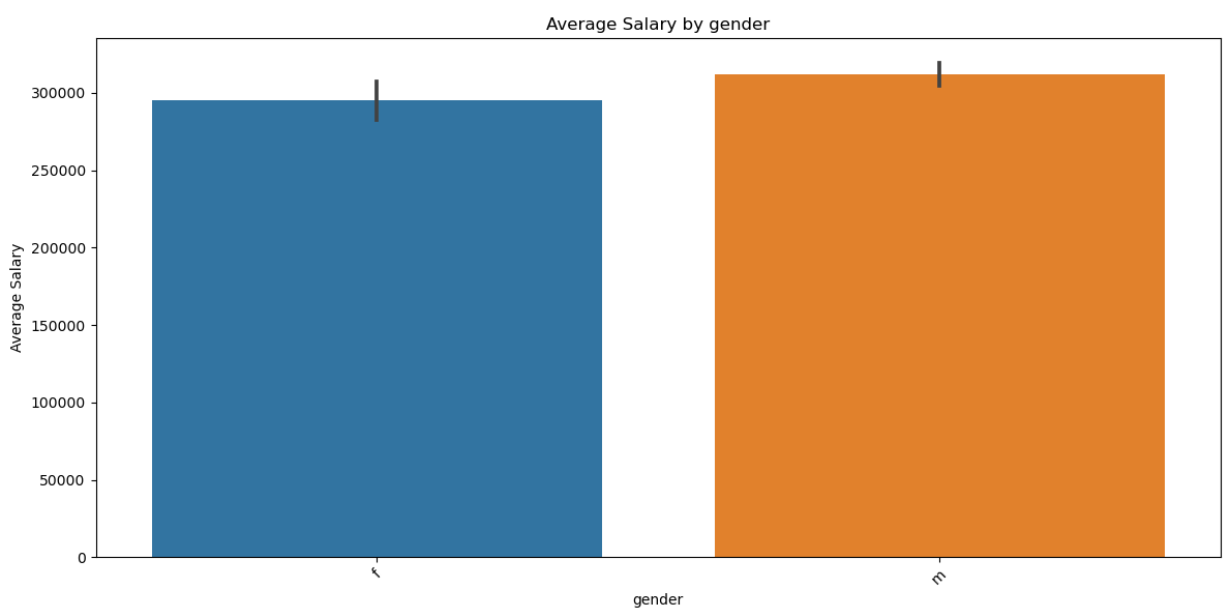 Average Salary by gender
300000
250000
200000
150000
100000
50000
0
Average Salary
f
m
gender